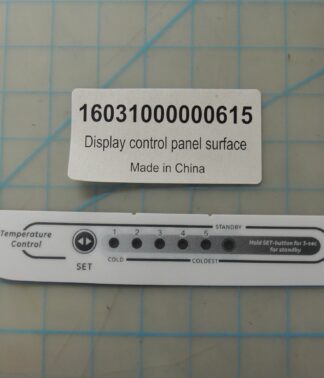 16031000000615
Display control panel surface
Made in China
STANDBY
Temperature
Control
1 2 3 4 5
Hold SET-button for 3-sec
for standby
SET
COLD
COLDEST